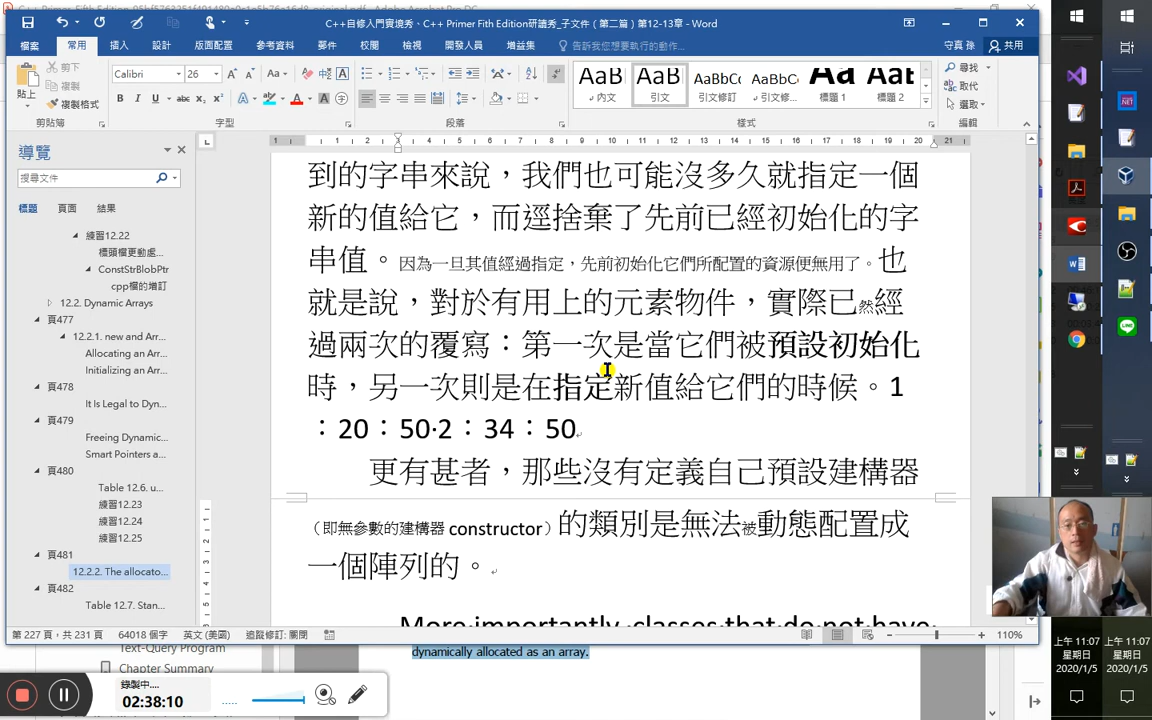 C++自修入門實境秀、C++ Primer Fith Edition研讀秀_子文件（第二篇）第12-13章 - Word
檔案 常用 插入 設計 版面配置 參考資料 郵件 校閱 檢視 開發人員 增益集 告訴我您想要執行的動作... 守真 孫 共用
剪下
複製
複製格式
貼上
Calibri 26
AaB AaB AaBbCc AaBbCc Aa Aat
內文 引文 引文修訂 引文修... 標題 1 標題 2
尋找
取代
選取
剪貼簿 字型 段落 樣式 編輯
導覽
搜尋文件
標題 頁面 結果
練習12.22
標頭檔更動處...
ConstStrBlobPtr
cpp檔的增訂
12.2. Dynamic Arrays
頁477
12.2.1. new and Arr...
Allocating an Arr...
Initializing an Arr...
頁478
It Is Legal to Dyn...
頁479
Freeing Dynamic...
Smart Pointers a...
頁480
Table 12.6. u...
練習12.23
練習12.24
練習12.25
頁481
12.2.2. The allocato...
頁482
Table 12.7. Stan...
到的字串來說，我們也可能沒多久就指定一個
新的值給它，而逕捨棄了先前已經初始化的字
串值。因為一旦其值經過指定，先前初始化它們所配置的資源便無用了。也
就是說，對於有用上的元素物件，實際已然經
過兩次的覆寫：第一次是當它們被預設初始化
時，另一次則是在指定新值給它們的時候。1
：20：50·2：34：50
更有甚者，那些沒有定義自己預設建構器
（即無參數的建構器 constructor）的類別是無法被動態配置成
一個陣列的。
More·importantly,·classes·that·do·not·have
第 227 頁，共 231 頁 64018 個字 英文 (美國) 追蹤修訂: 關閉 110%
Text-Query Program
Chapter Summary
dynamically allocated as an array.
錄製中...
02:38:10
上午 11:07
星期日
2020/1/5
上午 11:07
星期日
2020/1/5